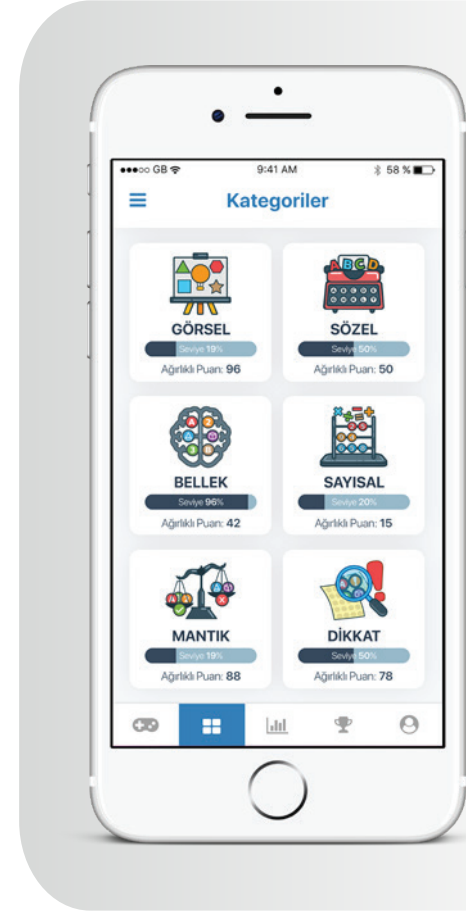 GB 9:41 AM 58 %
Kategoriler
A B C D
GÖRSEL SÖZEL
Seviye 19% Seviye 50%
Ağırlıklı Puan: 96 Ağırlıklı Puan: 50
BELLEK SAYISAL
Seviye 96% Seviye 20%
Ağırlıklı Puan: 42 Ağırlıklı Puan: 15
MANTIK DİKKAT
Seviye 19% Seviye 50%
Ağırlıklı Puan: 88 Ağırlıklı Puan: 78